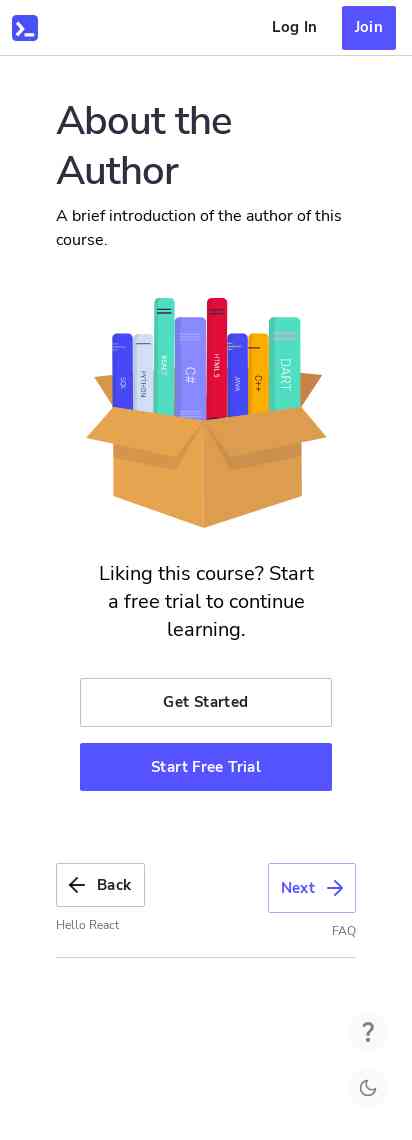 Log In
Join
About the
Author
A brief introduction of the author of this
course.
SQL
PYTHON
REACT
C#
HTML5
JAVA
C++
DART
Liking this course? Start
a free trial to continue
learning.
Get Started
Start Free Trial
Back
Next
Hello React
FAQ
?